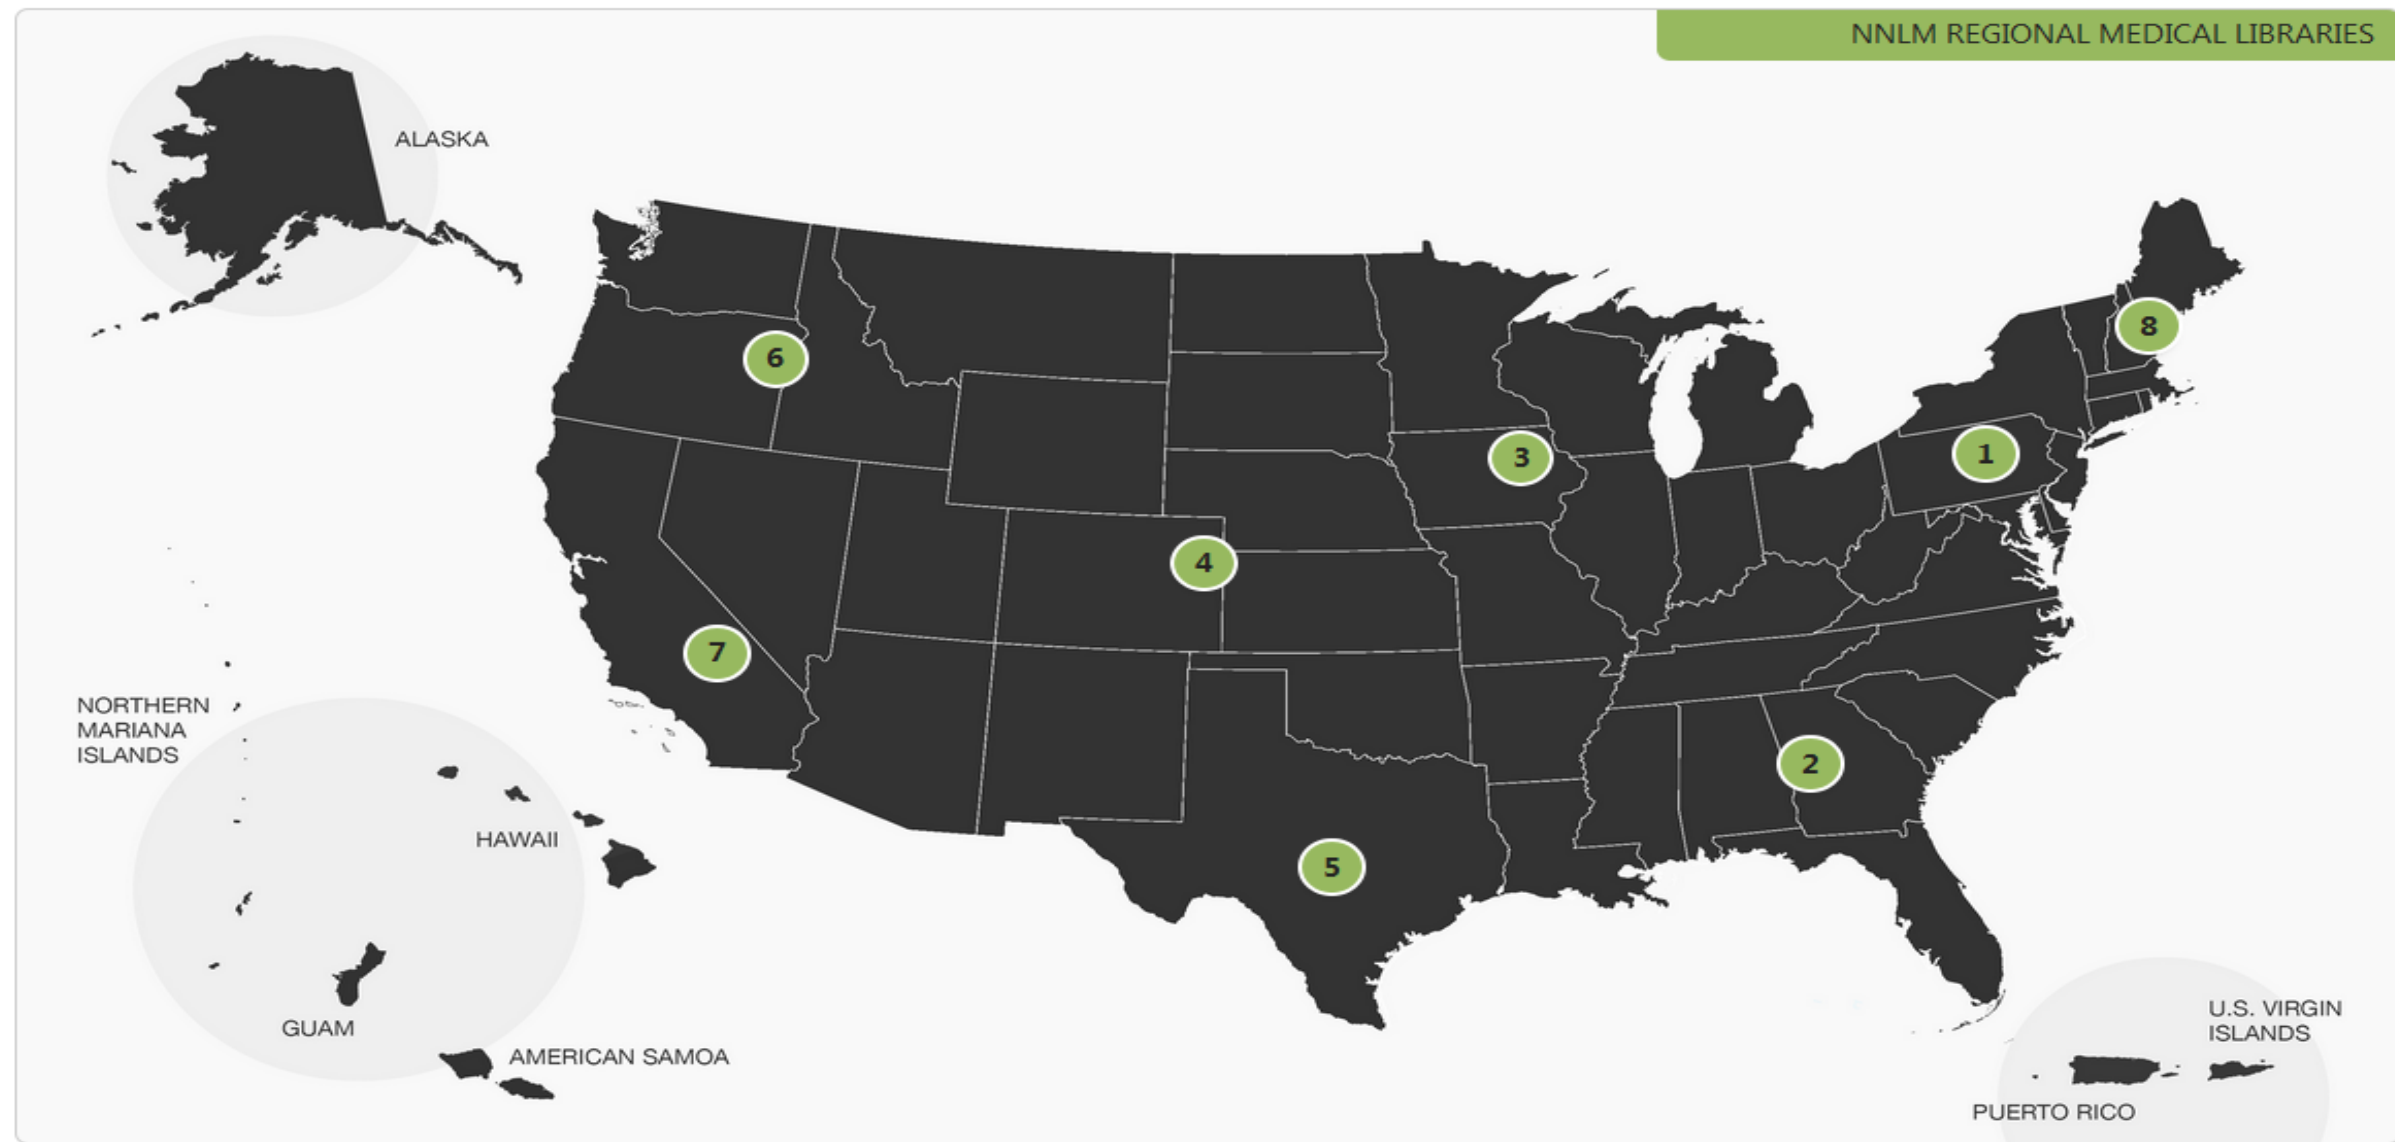 NNLM REGIONAL MEDICAL LIBRARIES
ALASKA
8
6
1
3
4
7
NORTHERN
MARIANA
ISLANDS
2
HAWAII
5
U.S. VIRGIN
ISLANDS
GUAM
AMERICAN SAMOA
PUERTO RICO